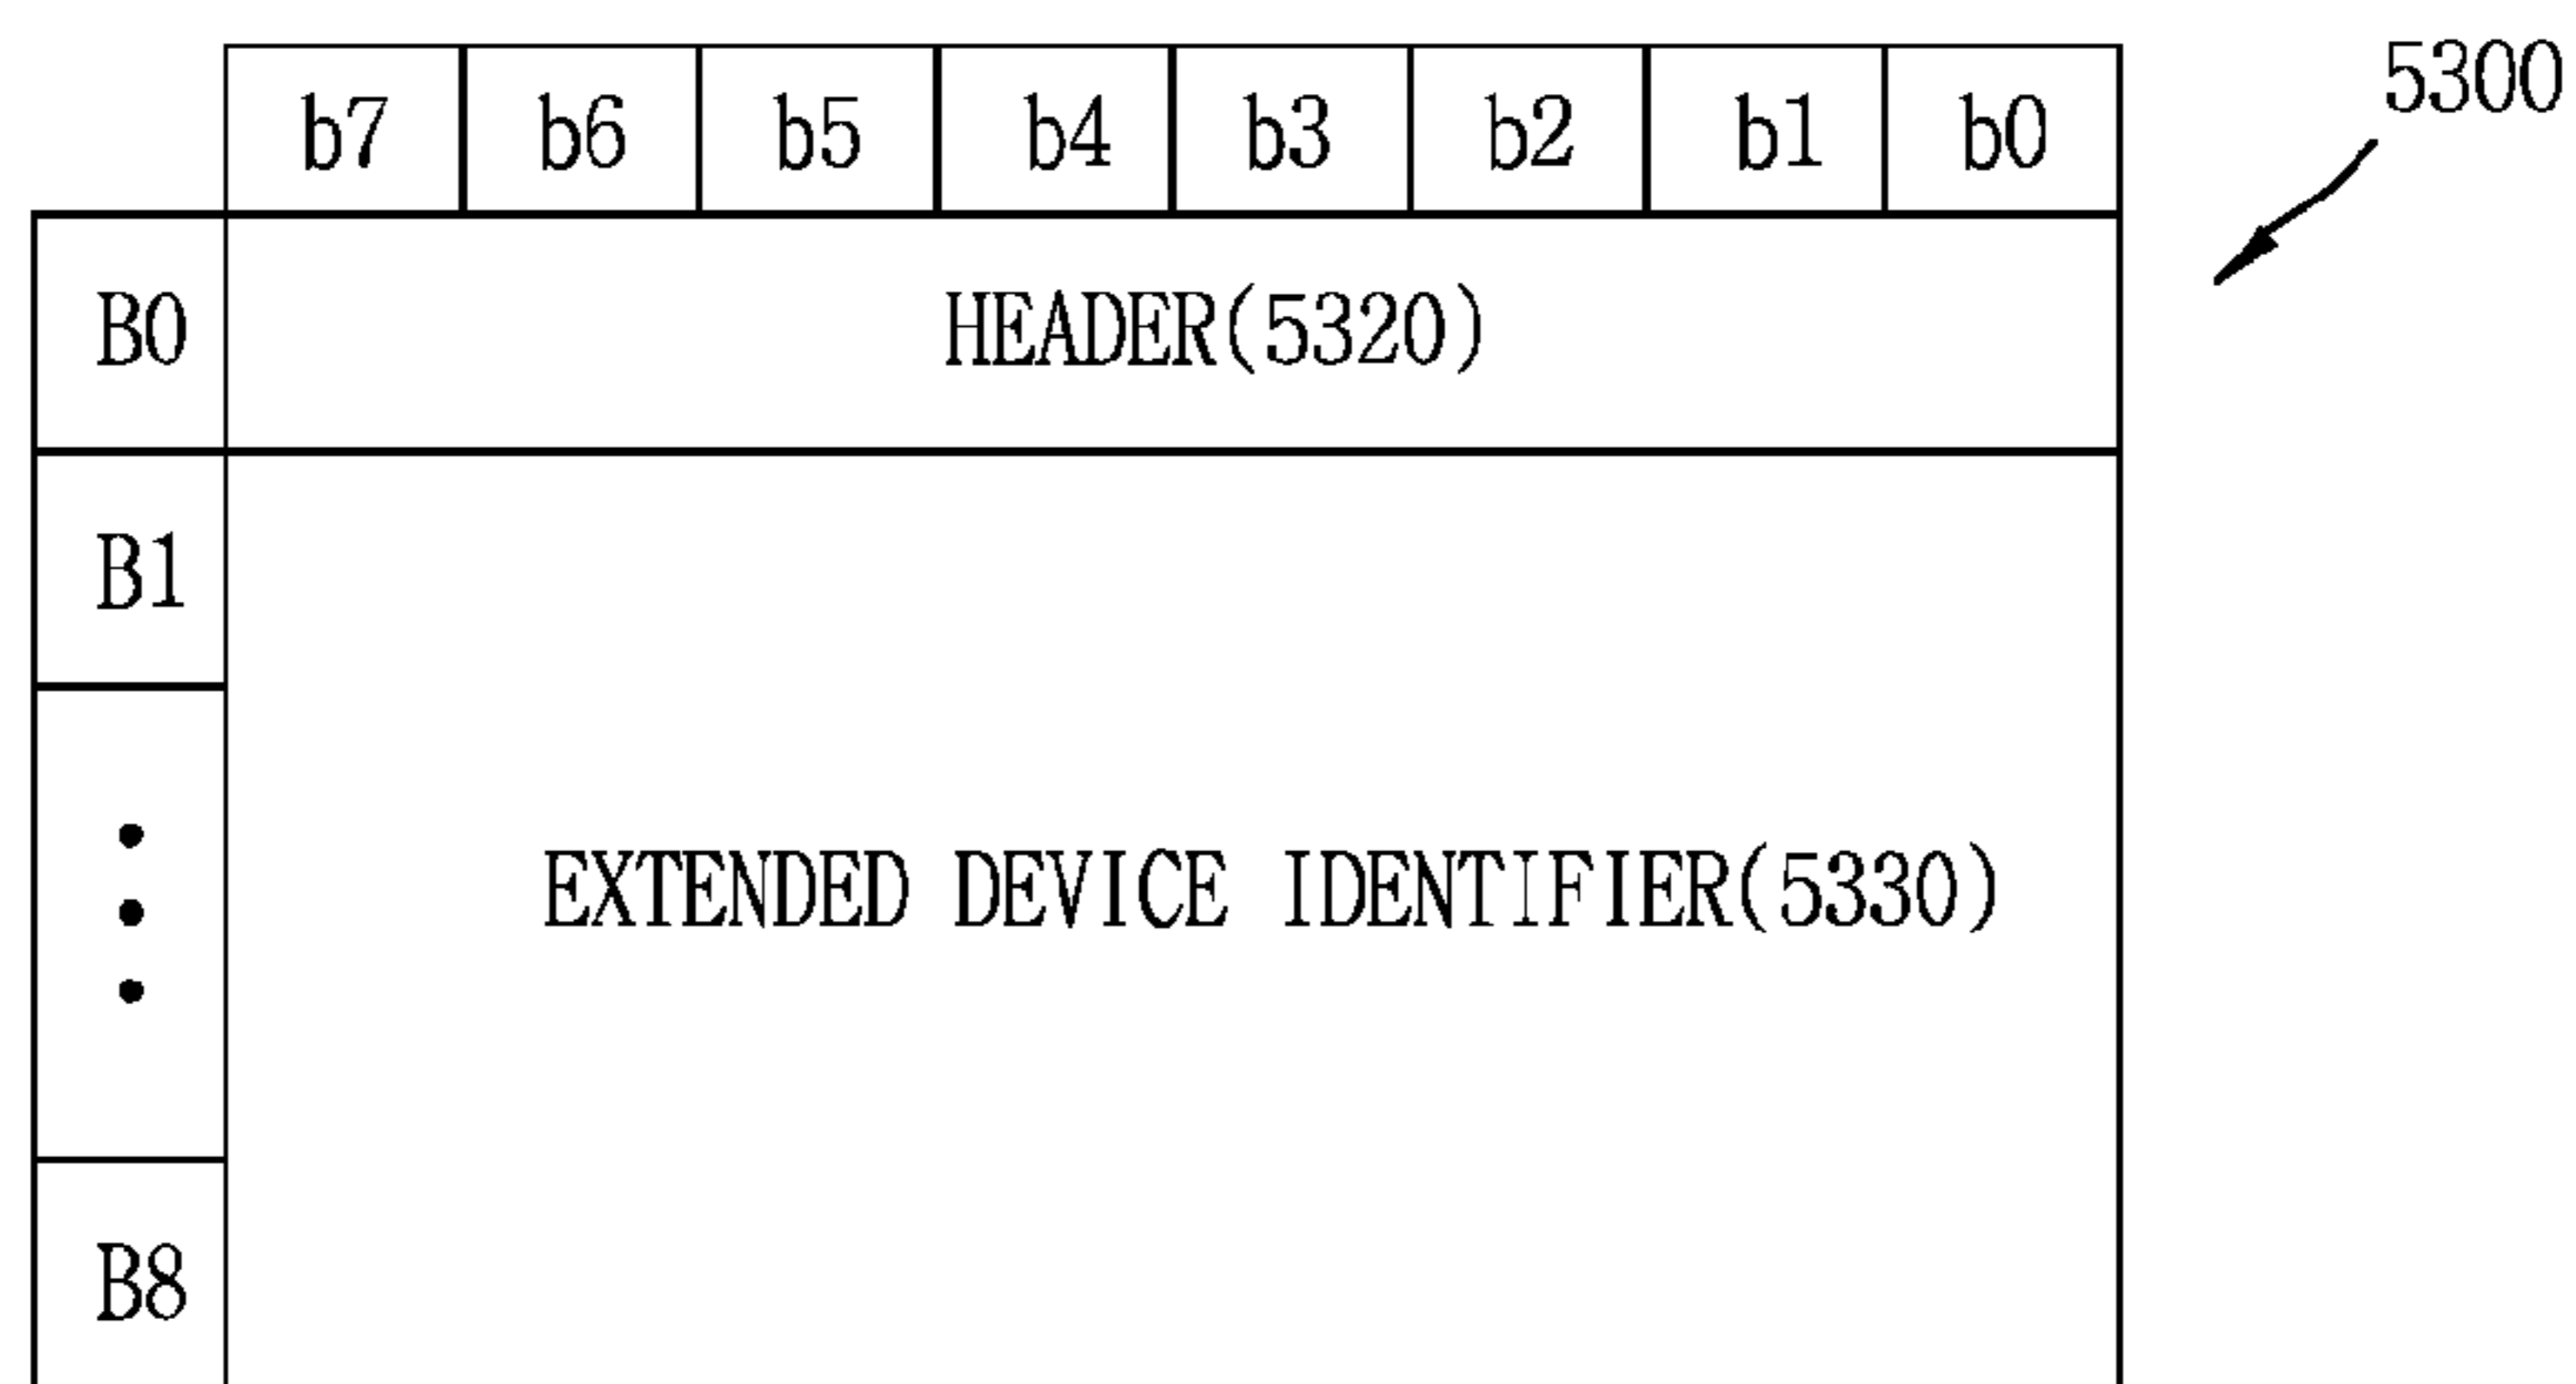 5300
b7 b6 b5 b4 b3 b2 b1 b0
B0 HEADER(5320)
B1
EXTENDED DEVICE IDENTIFIER(5330)
B8